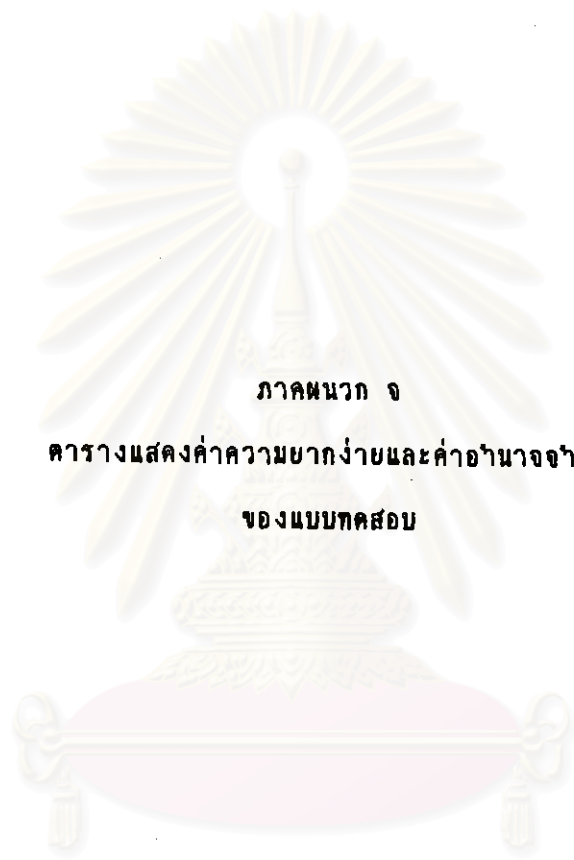 ภาคผนวก จ
ตารางแสดงค่าความยากง่ายและค่าอำนาจจำ
ของแบบทดสอบ